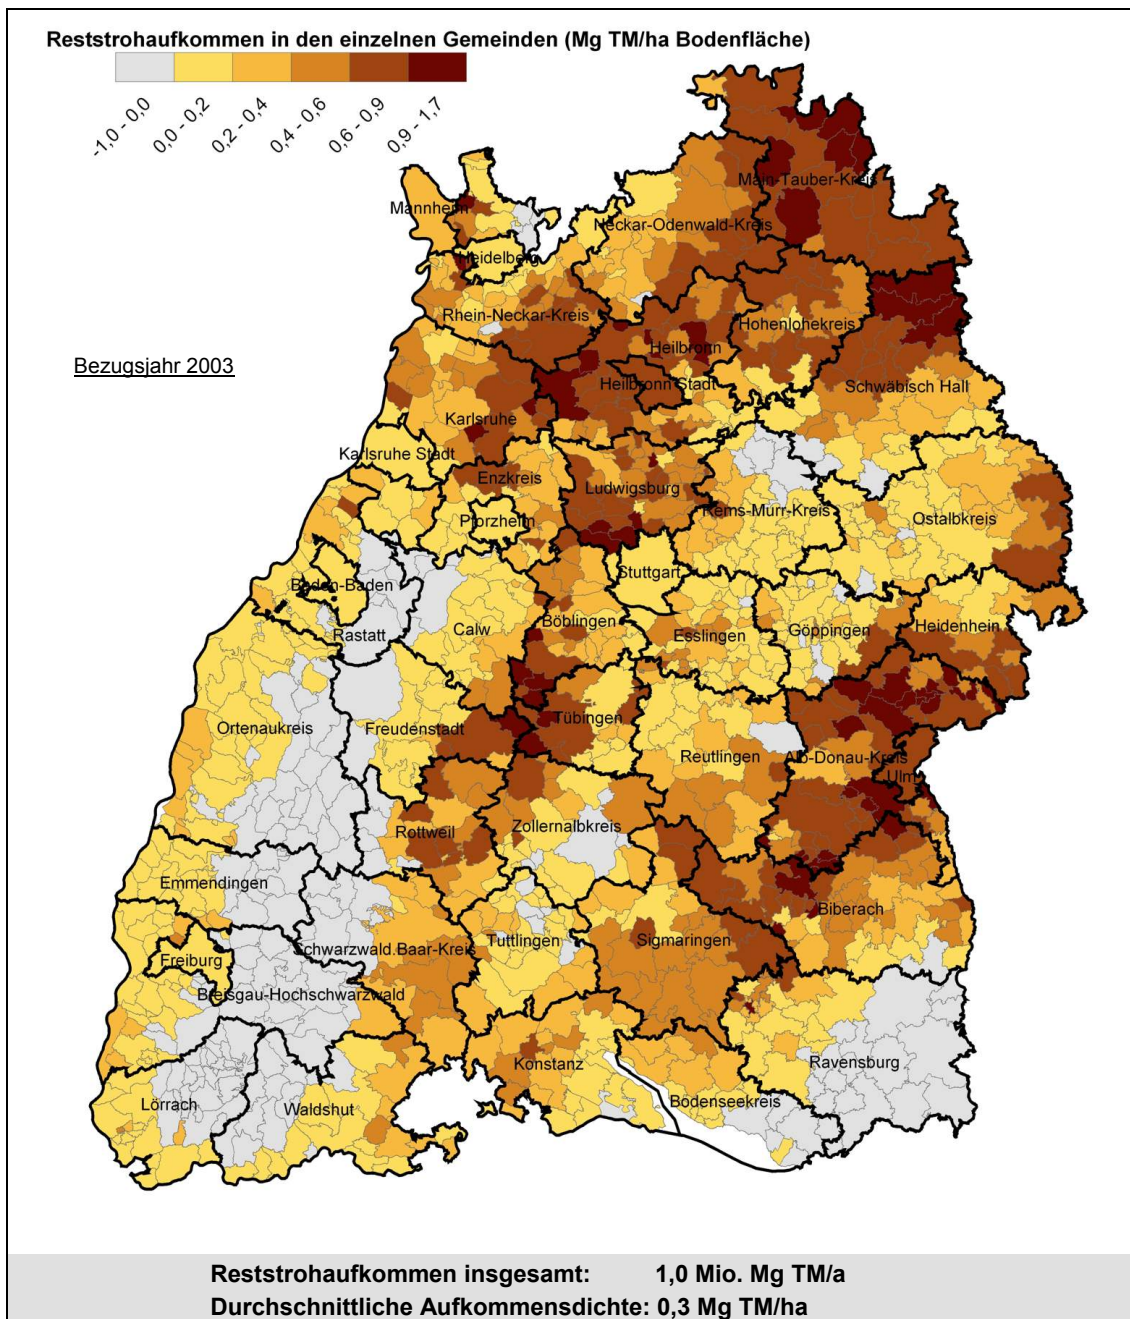 Reststrohaufkommen in den einzelnen Gemeinden (Mg TM/ha Bodenfläche)
-1,0 - 0,0
0,0 - 0,2
0,2 - 0,4
0,4 - 0,6
0,6 - 0,9
0,9 - 1,7
Main-Tauber-Kreis
Mannheim
Neckar-Odenwald-Kreis
Heidelberg
Rhein-Neckar-Kreis
Hohenlohekreis
Heilbronn
Bezugsjahr 2003
Heilbronn Stadt
Schwäbisch Hall
Karlsruhe
Karlsruhe Stadt
Enzkreis
Ludwigsburg
Rems-Murr-Kreis
Ostalbkreis
Pforzheim
Stuttgart
Baden-Baden
Rastatt
Calw
Böblingen
Esslingen
Göppingen
Heidenhein
Ortenaukreis
Freudenstadt
Tübingen
Reutlingen
Alb-Donau-Kreis
Ulm
Rottweil
Zollernalbkreis
Emmendingen
Biberach
Freiburg
Schwarzwald.Baar-Kreis
Tuttlingen
Sigmaringen
Breisgau-Hochschwarzwald
Konstanz
Ravensburg
Lörrach
Waldshut
Bodenseekreis
Reststrohaufkommen insgesamt: 1,0 Mio. Mg TM/a
Durchschnittliche Aufkommensdichte: 0,3 Mg TM/ha